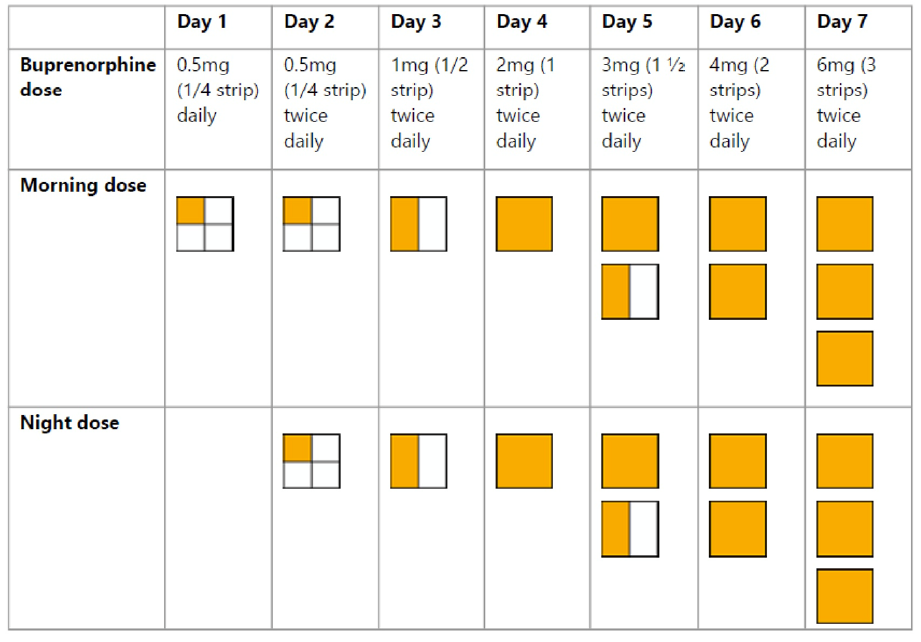 Day 1 Day 2 Day 3 Day 4 Day 5 Day 6 Day 7
Buprenorphine dose
0.5mg (1/4 strip) daily
0.5mg (1/4 strip) twice daily
1mg (1/2 strip) twice daily
2mg (1 strip) twice daily
3mg (1 ½ strips) twice daily
4mg (2 strips) twice daily
6mg (3 strips) twice daily
Morning dose
Night dose